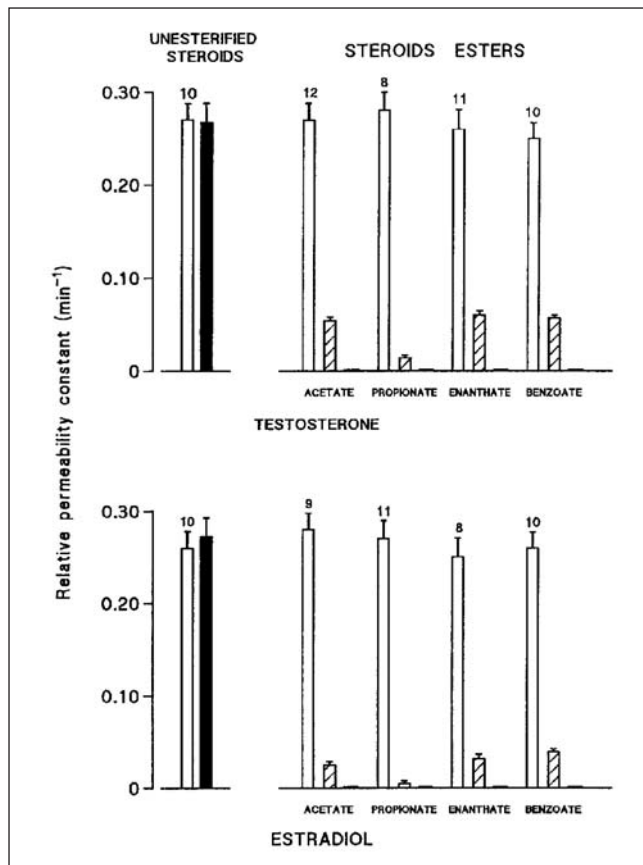 UNESTERIFIED STEROIDS ESTERS
STEROIDS
10 12 8 11 10
0.30
0.20
0.10
0
Relative permeability constant (min⁻¹)
ACETATE PROPIONATE ENANTHATE BENZOATE
TESTOSTERONE
10 9 11 8 10
0.30
0.20
0.10
0
ACETATE PROPIONATE ENANTHATE BENZOATE
ESTRADIOL